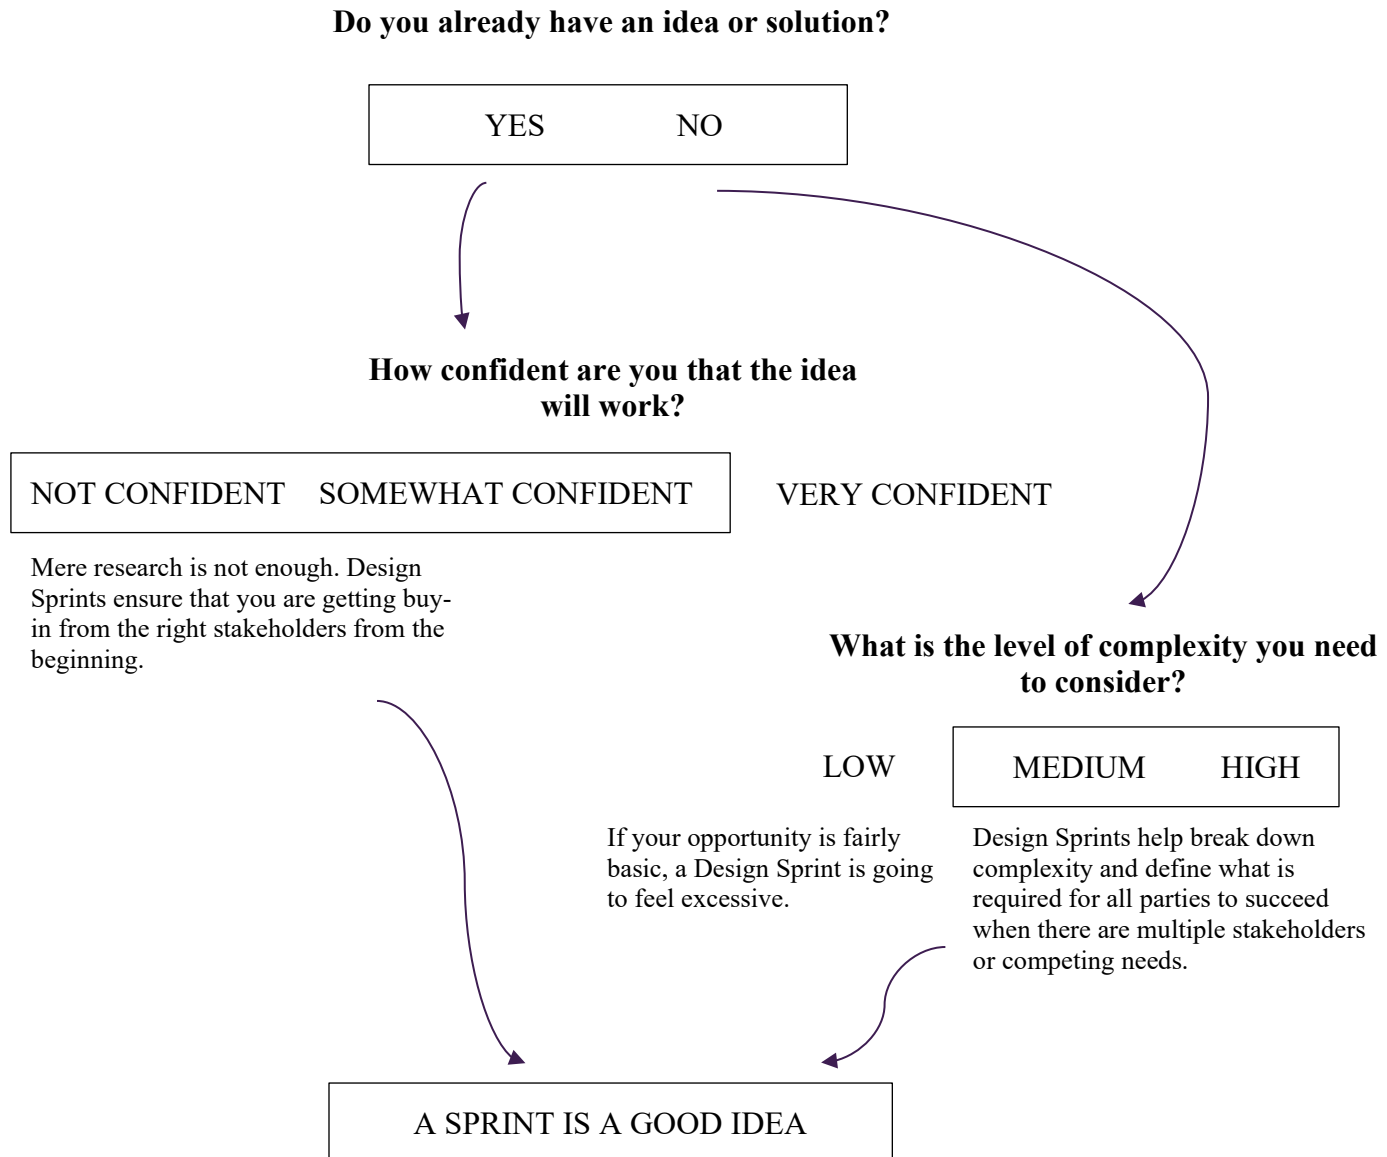 Do you already have an idea or solution?
YES NO
How confident are you that the idea
will work?
NOT CONFIDENT SOMEWHAT CONFIDENT VERY CONFIDENT
Mere research is not enough. Design
Sprints ensure that you are getting buy-
in from the right stakeholders from the
beginning.
What is the level of complexity you need
to consider?
LOW MEDIUM HIGH
If your opportunity is fairly
basic, a Design Sprint is going
to feel excessive.
Design Sprints help break down
complexity and define what is
required for all parties to succeed
when there are multiple stakeholders
or competing needs.
A SPRINT IS A GOOD IDEA